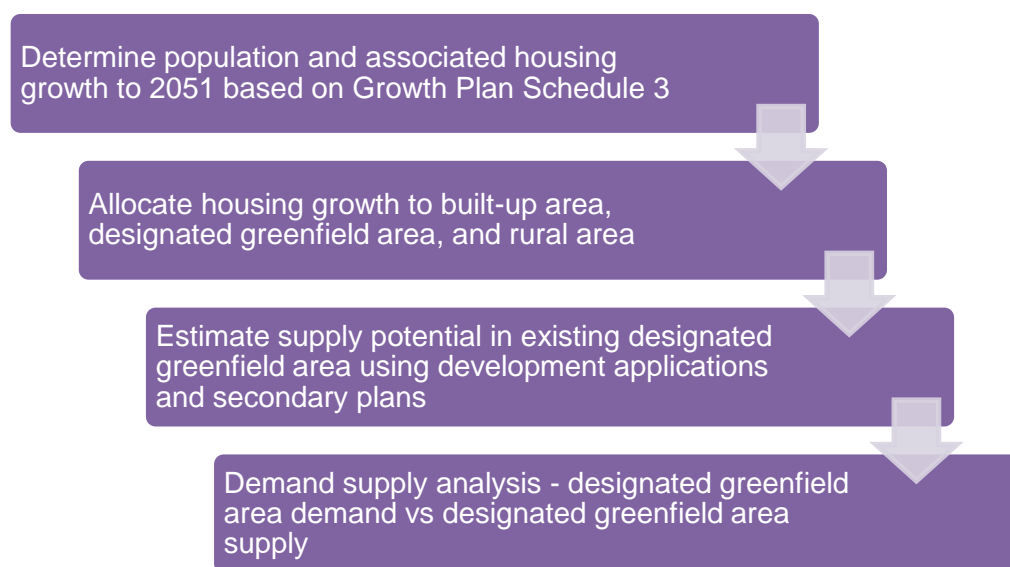 Determine population and associated housing
growth to 2051 based on Growth Plan Schedule 3
Allocate housing growth to built-up area,
designated greenfield area, and rural area
Estimate supply potential in existing designated
greenfield area using development applications
and secondary plans
Demand supply analysis - designated greenfield
area demand vs designated greenfield area
supply